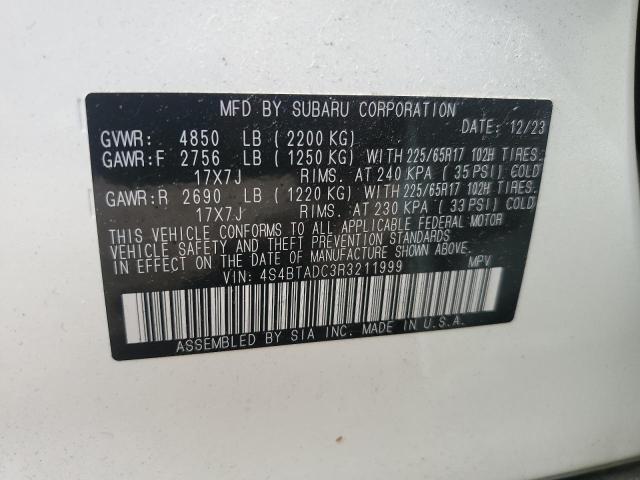 MFD BY SUBARU CORPORATION DATE: 12/23
GVWR: 4850 LB (2200 KG)
GAWR:F 2756 LB (1250 KG) WITH 225/65R17 102H TIRES.
17X7J RIMS. AT 240 KPA (35 PSI) COLD
GAWR:R 2690 LB (1220 KG) WITH 225/65R17 102H TIRES.
17X7J RIMS. AT 230 KPA (33 PSI) COLD
THIS VEHICLE CONFORMS TO ALL APPLICABLE FEDERAL MOTOR
VEHICLE SAFETY AND THEFT PREVENTION STANDARDS IN
EFFECT ON THE DATE OF MANUFACTURE SHOWN ABOVE.
VIN: 4S4BTADC3R3211999 MPV
ASSEMBLED BY SIA INC. MADE IN U.S.A.